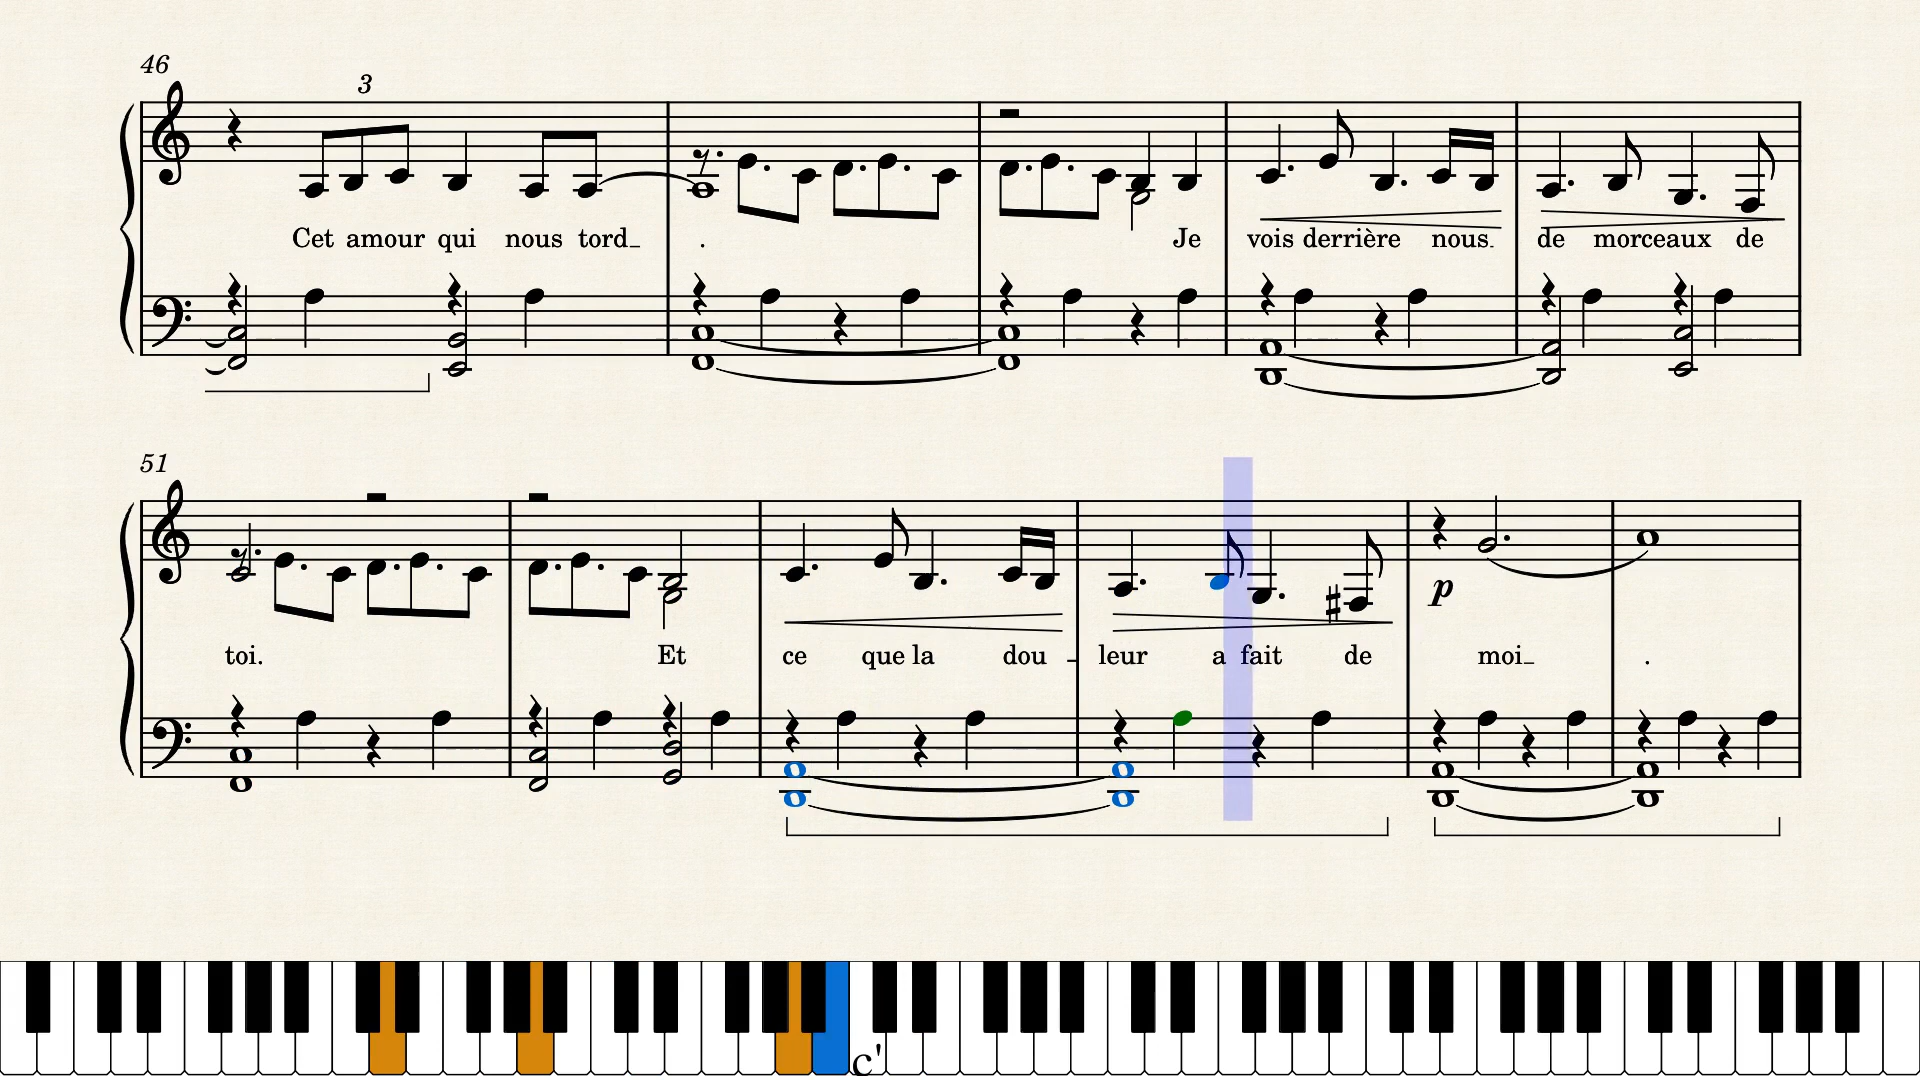 46
3
Cet amour qui nous tord_ . Je vois derrière nous. de morceaux de
51
toi. Et ce que la dou - leur a fait de moi_ .
p
c'